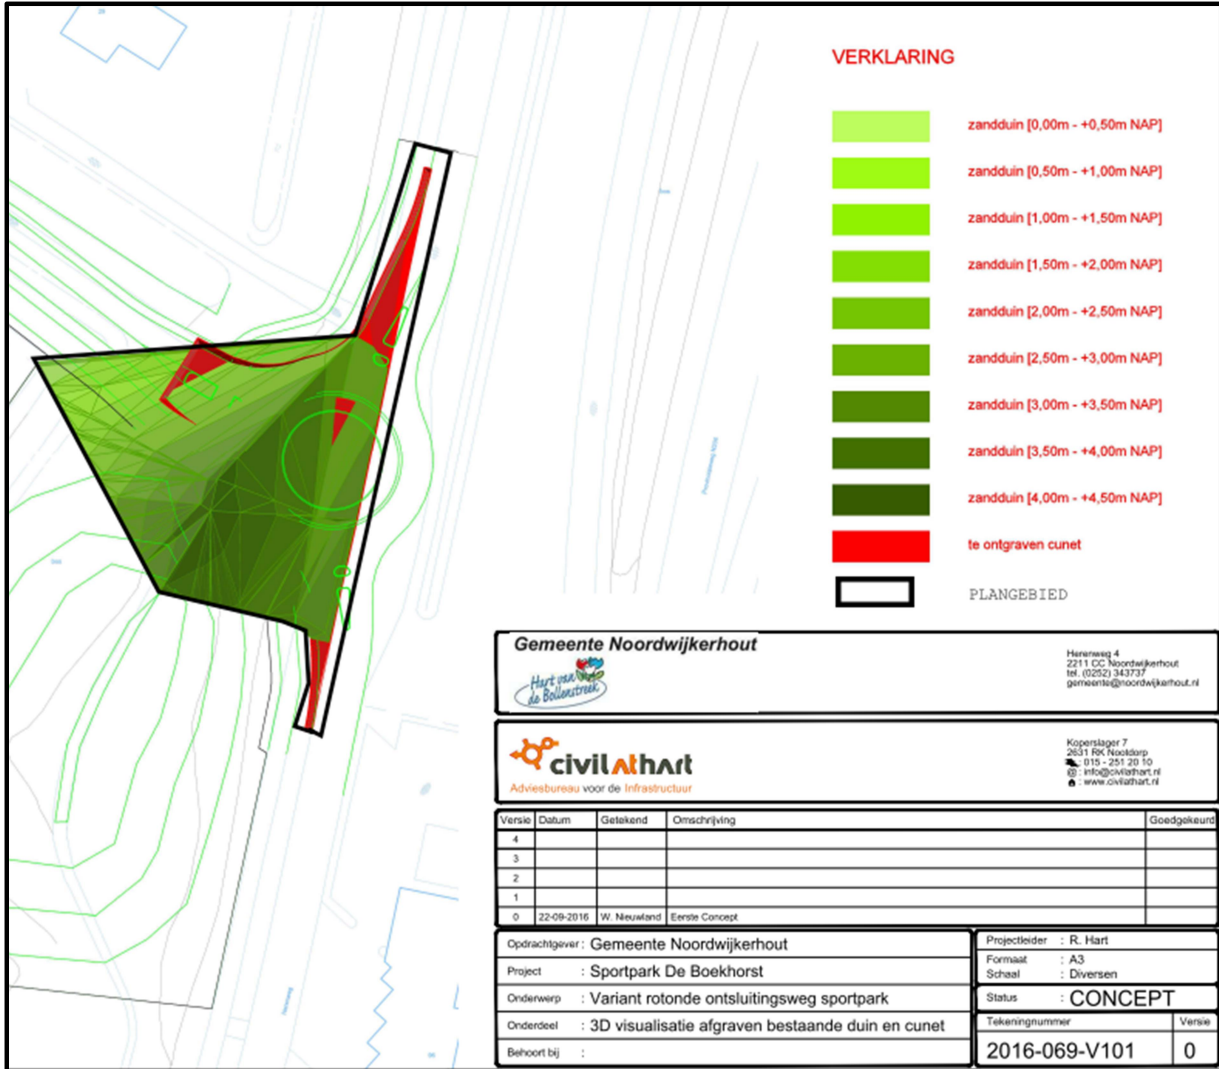 VERKLARING
zandduin [0,00m - +0,50m NAP]
zandduin [0,50m - +1,00m NAP]
zandduin [1,00m - +1,50m NAP]
zandduin [1,50m - +2,00m NAP]
zandduin [2,00m - +2,50m NAP]
zandduin [2,50m - +3,00m NAP]
zandduin [3,00m - +3,50m NAP]
zandduin [3,50m - +4,00m NAP]
zandduin [4,00m - +4,50m NAP]
te ontgraven cunet
PLANGEBIED
Gemeente Noordwijkerhout
Hart van
de Bollenstreek
Herenweg 4
2211 CC Noordwijkerhout
tel. (0252) 343737
gemeente@noordwijkerhout.nl
civilathart
Adviesbureau voor de Infrastructuur
Koperslager 7
2631 RK Nootdorp
: 015 - 251 20 10
@ : info@civilathart.nl
: www.civilathart.nl
Versie Datum Getekend Omschrijving Goedgekeurd
4
3
2
1
0 22-09-2016 W. Nieuwland Eerste Concept
Opdrachtgever : Gemeente Noordwijkerhout
Project : Sportpark De Boekhorst
Onderwerp : Variant rotonde ontsluitingsweg sportpark
Onderdeel : 3D visualisatie afgraven bestaande duin en cunet
Behoort bij :
Projectleider : R. Hart
Formaat : A3
Schaal : Diversen
Status : CONCEPT
Tekeningnummer Versie
2016-069-V101 0